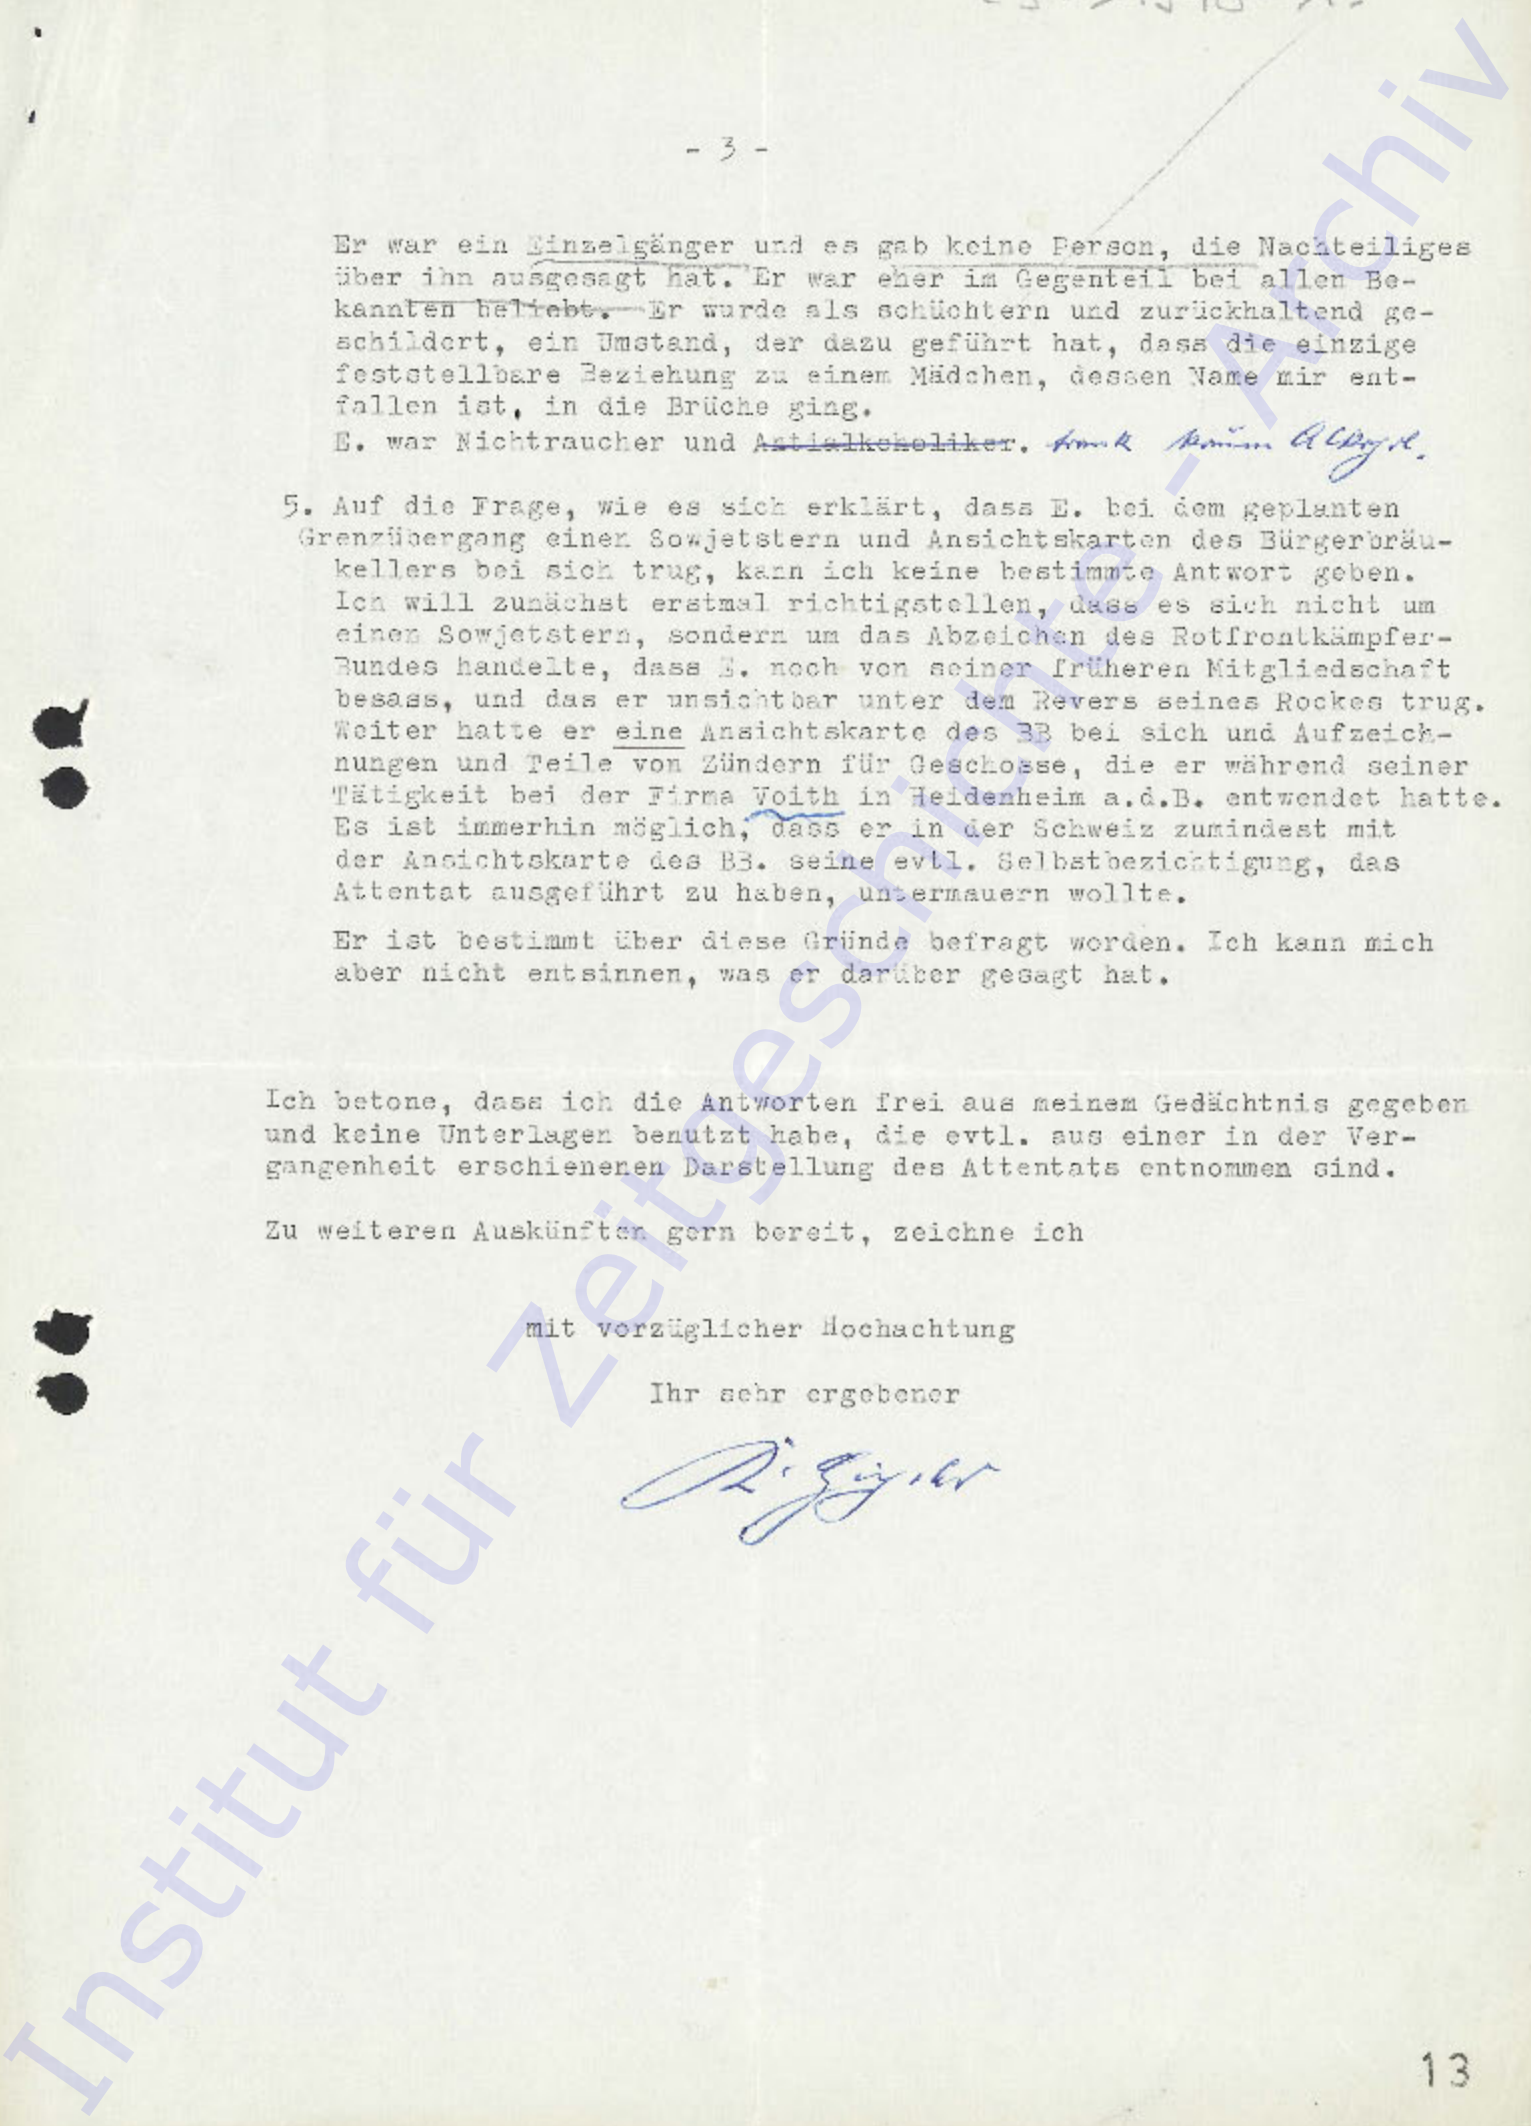 - 3 -
Er war ein Einzelgänger und es gab keine Person, die Nachteiliges
über ihn ausgesagt hat. Er war eher im Gegenteil bei allen Be-
kannten beliebt. Er wurde als schüchtern und zurückhaltend ge-
schildert, ein Umstand, der dazu geführt hat, dass die einzige
feststellbare Beziehung zu einem Mädchen, dessen Name mir ent-
fallen ist, in die Brüche ging.
E. war Nichtraucher und Antialkoholiker. trank kaum Alkohol.
5. Auf die Frage, wie es sich erklärt, dass E. bei dem geplanten
Grenzübergang einen Sowjetstern und Ansichtskarten des Bürgerbräu-
kellers bei sich trug, kann ich keine bestimmte Antwort geben.
Ich will zunächst erstmal richtigstellen, dass es sich nicht um
einen Sowjetstern, sondern um das Abzeichen des Rotfrontkämpfer-
Bundes handelte, dass E. noch von seiner früheren Mitgliedschaft
besass, und das er unsichtbar unter dem Revers seines Rockes trug.
Weiter hatte er eine Ansichtskarte des BB bei sich und Aufzeich-
nungen und Teile von Zündern für Geschosse, die er während seiner
Tätigkeit bei der Firma Voith in Heidenheim a.d.B. entwendet hatte.
Es ist immerhin möglich, dass er in der Schweiz zumindest mit
der Ansichtskarte des BB. seine evtl. Selbstbezichtigung, das
Attentat ausgeführt zu haben, untermauern wollte.
Er ist bestimmt über diese Gründe befragt worden. Ich kann mich
aber nicht entsinnen, was er darüber gesagt hat.
Ich betone, dass ich die Antworten frei aus meinem Gedächtnis gegeben
und keine Unterlagen benutzt habe, die evtl. aus einer in der Ver-
gangenheit erschienenen Darstellung des Attentats entnommen sind.
Zu weiteren Auskünften gern bereit, zeichne ich
mit vorzüglicher Hochachtung
Ihr sehr ergebener
13
Institut für Zeitgeschichte - Archiv